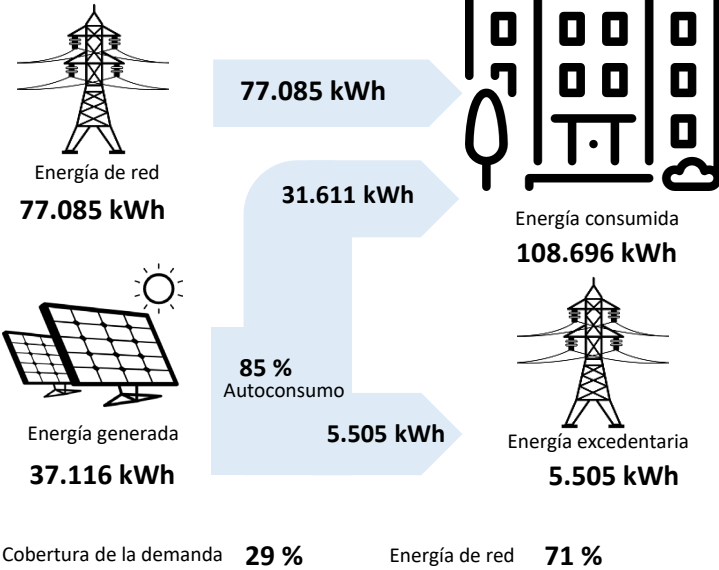 77.085 kWh
Energía de red
77.085 kWh
31.611 kWh
Energía consumida
108.696 kWh
85 %
Autoconsumo
Energía generada
37.116 kWh
5.505 kWh
Energía excedentaria
5.505 kWh
Cobertura de la demanda 29 % Energía de red 71 %